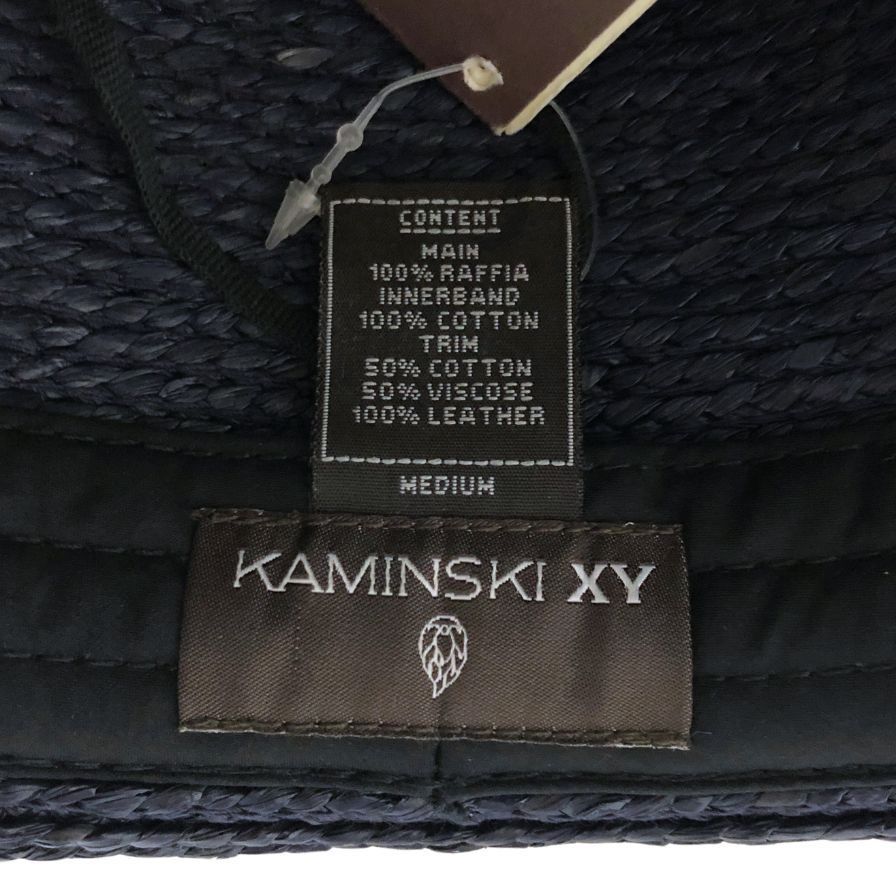 CONTENT
MAIN
100% RAFFIA
INNERBAND
100% COTTON
TRIM
50% COTTON
50% VISCOSE
100% LEATHER
MEDIUM
KAMINSKI XY